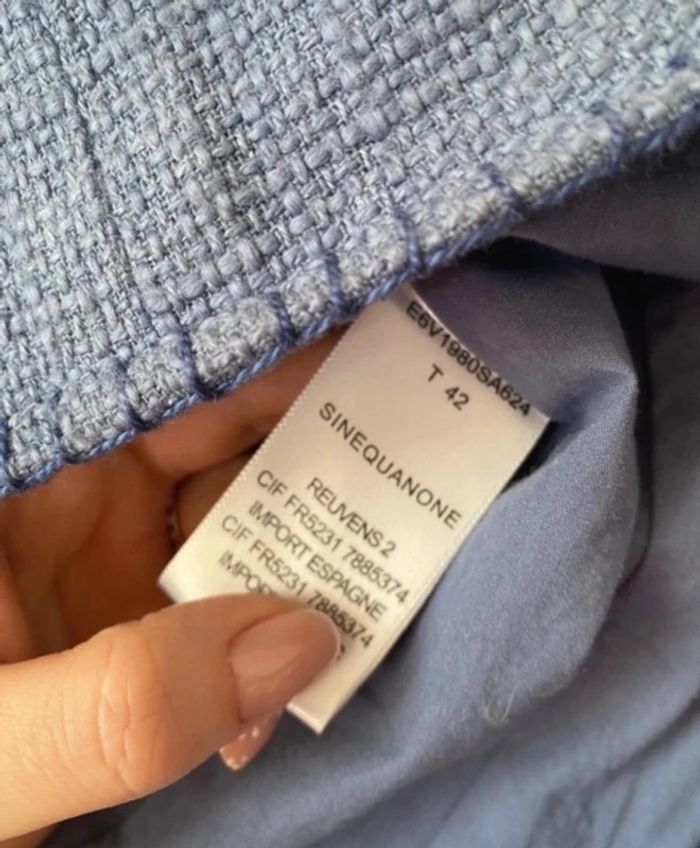 E6V1980SA624
T 42
SINEQUANONE
REUVENS 2
CIF FR5231 7885374
IMPORT ESPAGNE
CIF FR5231 7885374